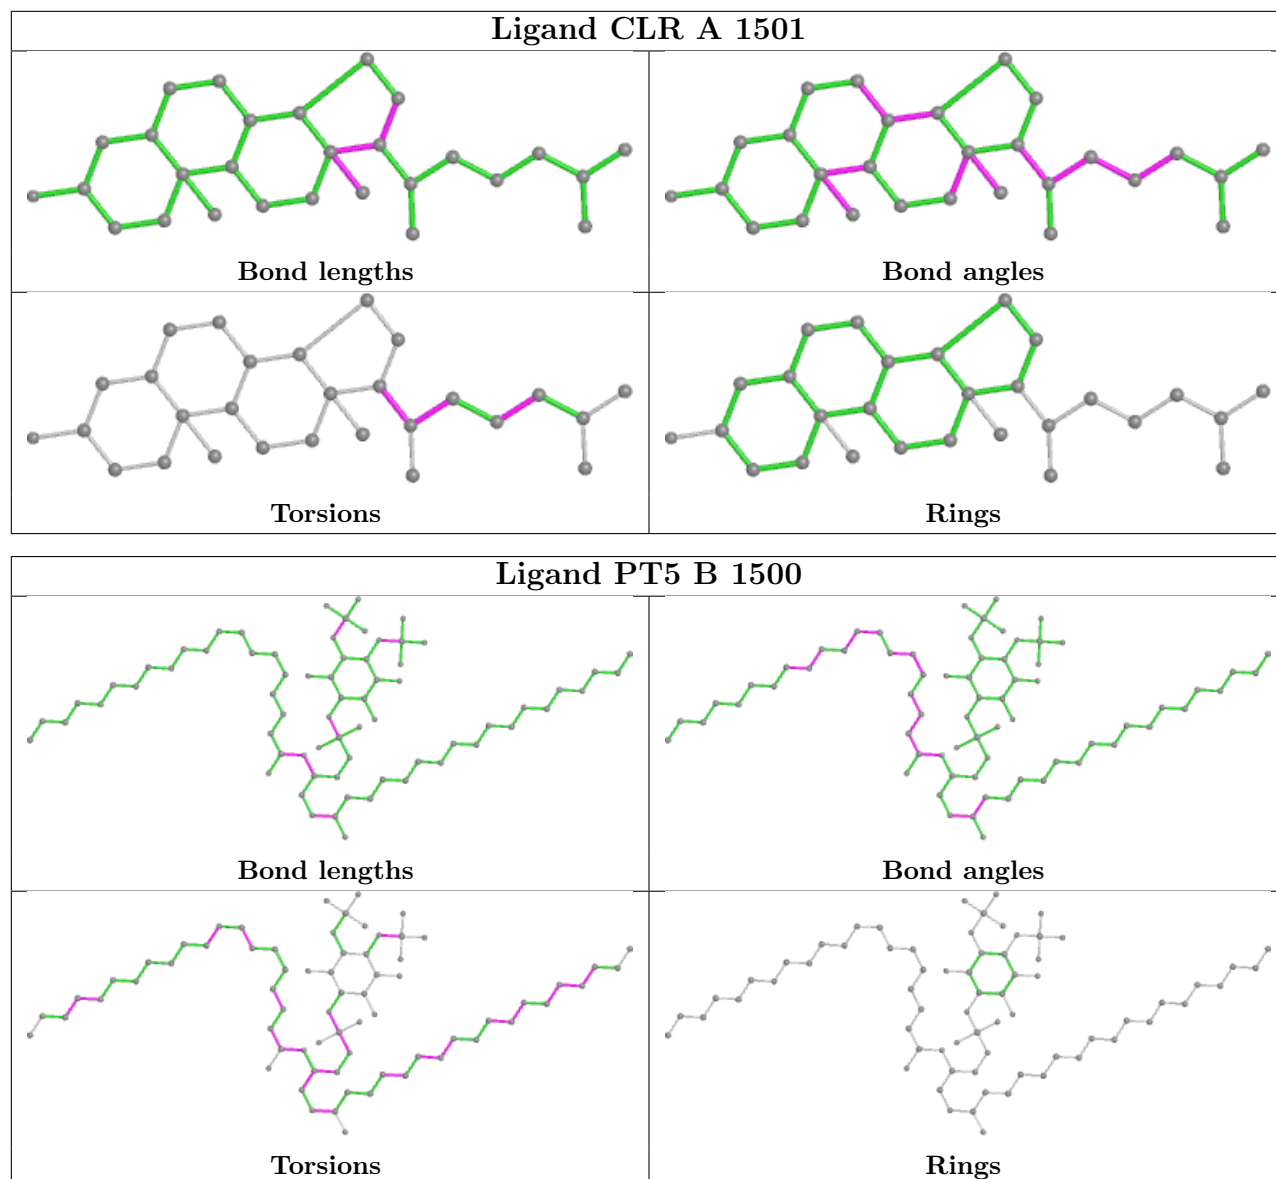 Ligand CLR A 1501
Bond lengths
Bond angles
Torsions
Rings
Ligand PT5 B 1500
Bond lengths
Bond angles
Torsions
Rings